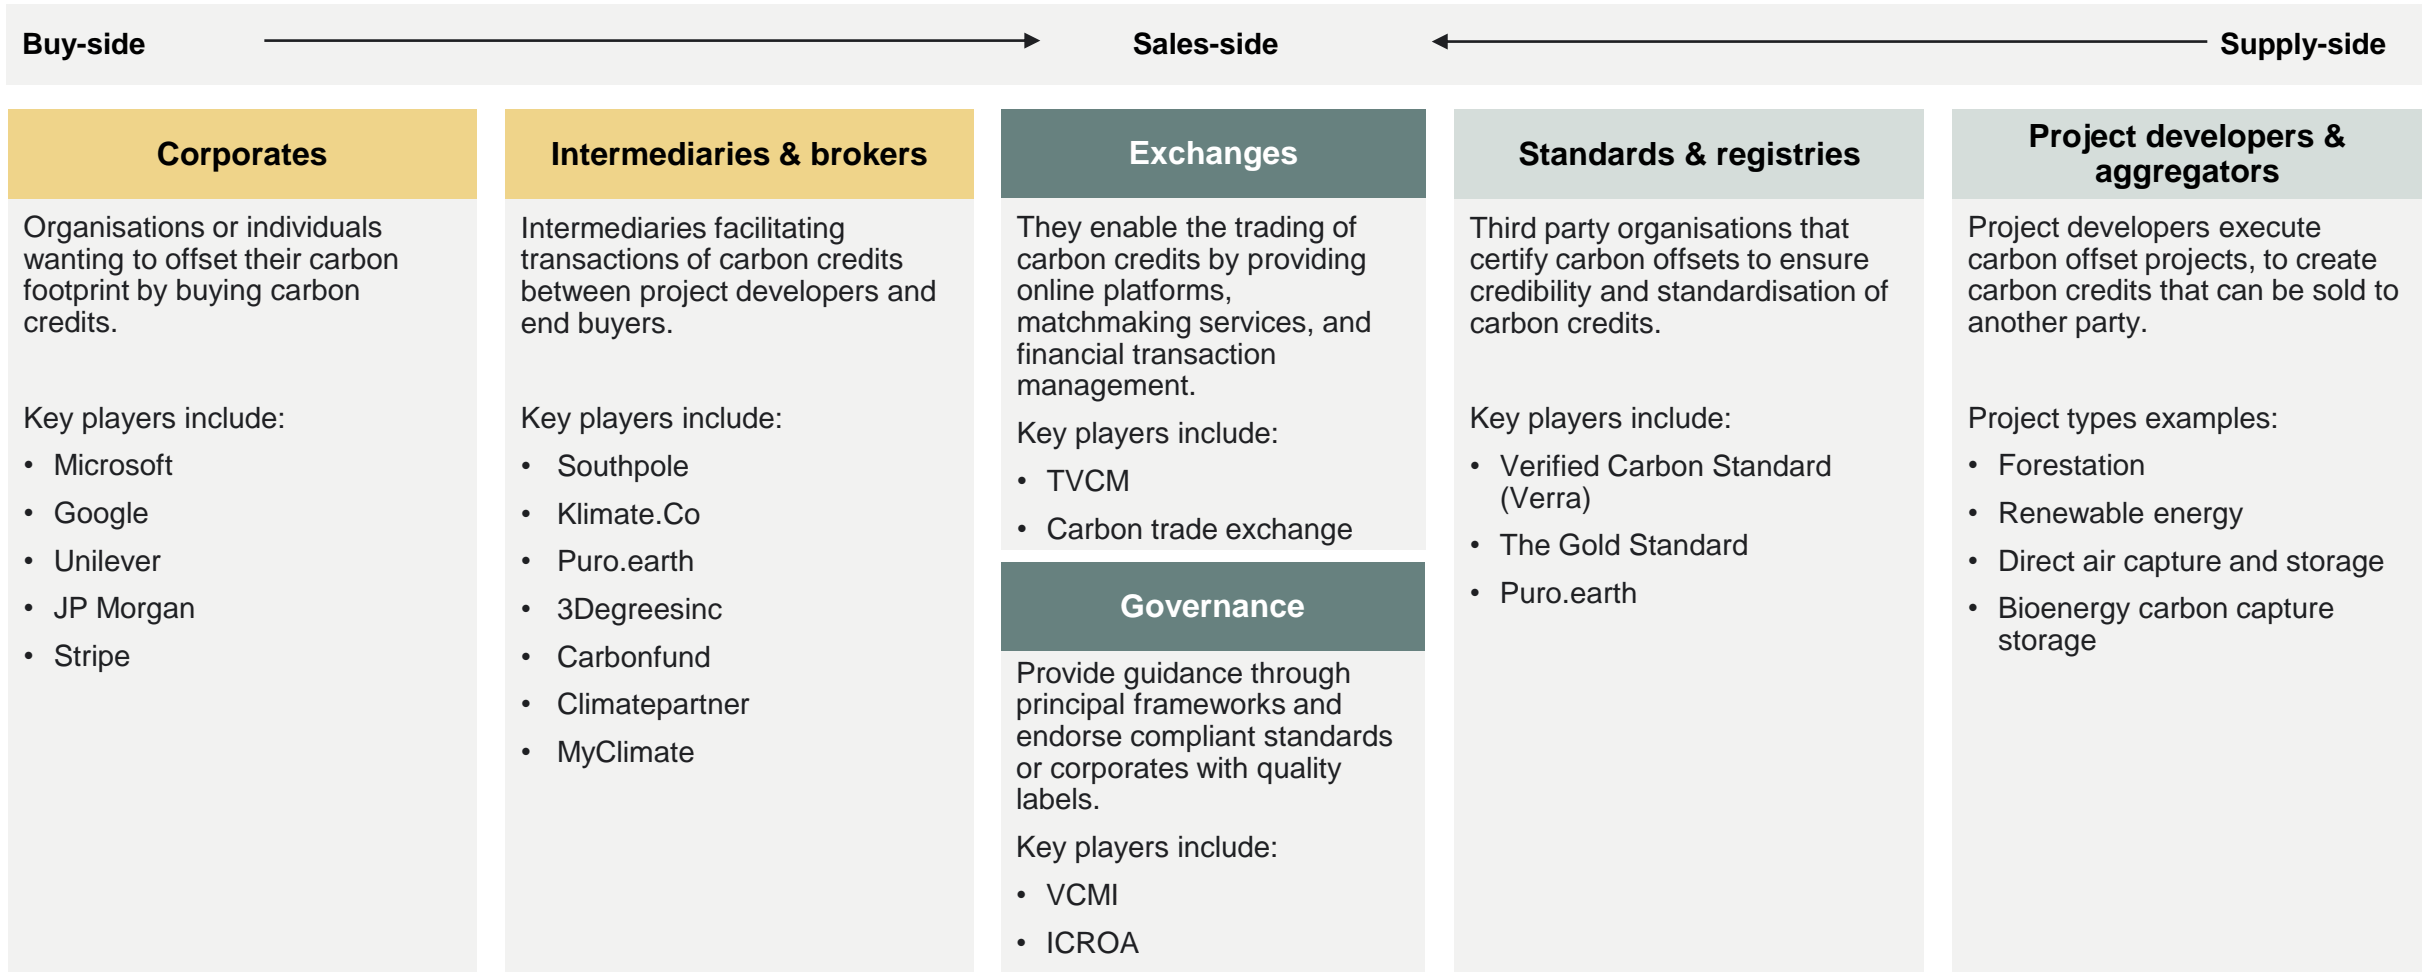 Buy-side
Sales-side
Supply-side
Corporates
Organisations or individuals
wanting to offset their carbon
footprint by buying carbon
credits.
Key players include:
• Microsoft
• Google
• Unilever
• JP Morgan
• Stripe
Intermediaries & brokers
Intermediaries facilitating
transactions of carbon credits
between project developers and
end buyers.
Key players include:
• Southpole
• Klimate.Co
• Puro.earth
• 3Degreesinc
• Carbonfund
• Climatepartner
• MyClimate
Exchanges
They enable the trading of
carbon credits by providing
online platforms,
matchmaking services, and
financial transaction
management.
Key players include:
• TVCM
• Carbon trade exchange
Governance
Provide guidance through
principal frameworks and
endorse compliant standards
or corporates with quality
labels.
Key players include:
• VCMI
• ICROA
Standards & registries
Third party organisations that
certify carbon offsets to ensure
credibility and standardisation of
carbon credits.
Key players include:
• Verified Carbon Standard
(Verra)
• The Gold Standard
• Puro.earth
Project developers &
aggregators
Project developers execute
carbon offset projects, to create
carbon credits that can be sold to
another party.
Project types examples:
• Forestation
• Renewable energy
• Direct air capture and storage
• Bioenergy carbon capture
storage